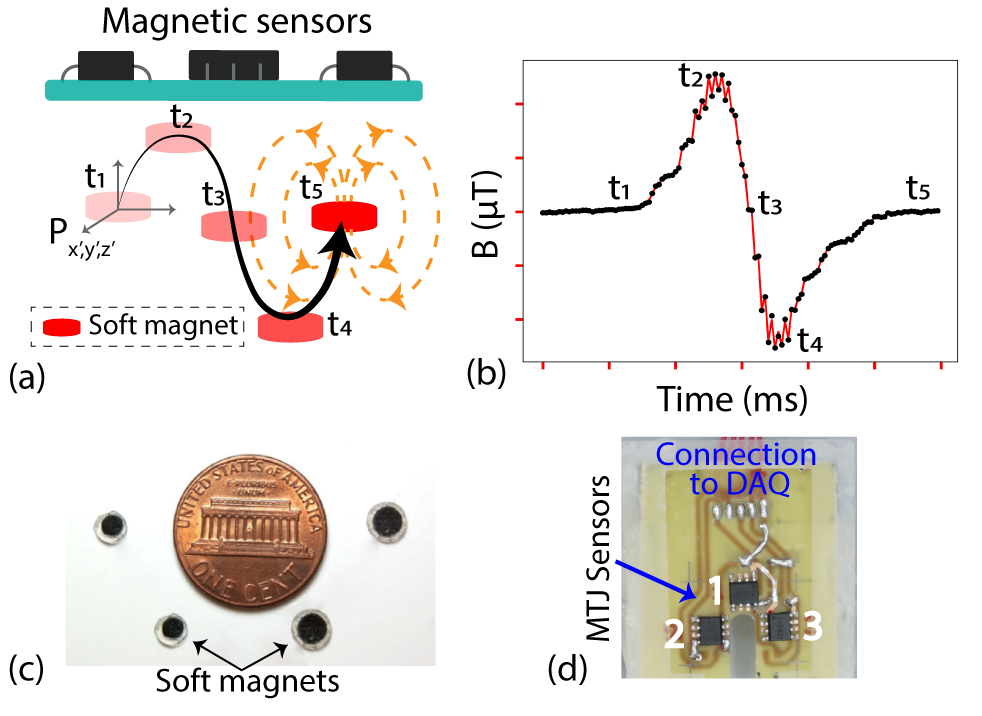 Magnetic sensors
t1
t2
t3
t5
P
x',y',z'
t4
Soft magnet
(a)
B (µT)
t1
t2
t3
t4
t5
Time (ms)
(b)
UNITED STATES OF AMERICA
E·PLURIBUS
UNUM
ONE CENT
Soft magnets
(c)
Connection
to DAQ
MTJ Sensors
1
2
3
(d)